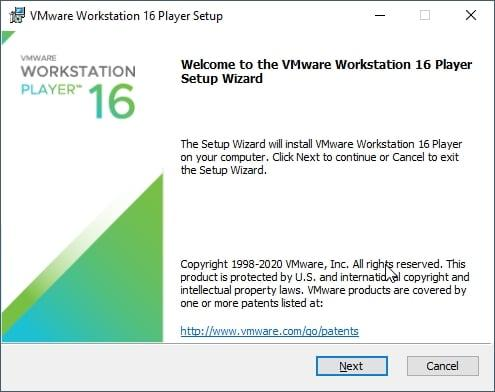 VMware Workstation 16 Player Setup
VMWARE
WORKSTATION
PLAYER™ 16
Welcome to the VMware Workstation 16 Player
Setup Wizard
The Setup Wizard will install VMware Workstation 16 Player
on your computer. Click Next to continue or Cancel to exit
the Setup Wizard.
Copyright 1998-2020 VMware, Inc. All rights reserved. This
product is protected by U.S. and international copyright and
intellectual property laws. VMware products are covered by
one or more patents listed at:
http://www.vmware.com/go/patents
Next
Cancel